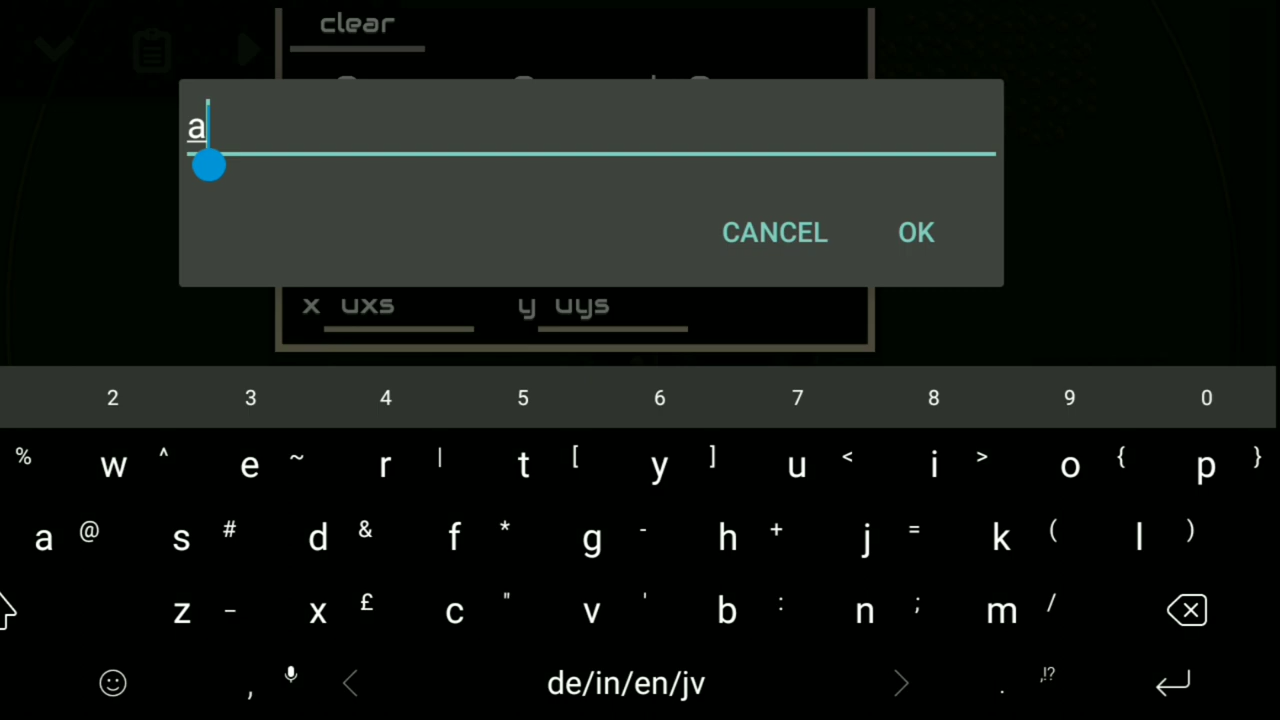 clear
a
CANCEL OK
x uxs y uys
2 3 4 5 6 7 8 9 0
% w ^ e ~ r | t [ y ] u < i > o { p }
a @ s # d & f * g - h + j = k ( l )
z _ x £ c " v ' b : n ; m /
, < de/in/en/jv > . ,!?